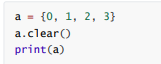 a = {0, 1, 2, 3}
a.clear()
print(a)